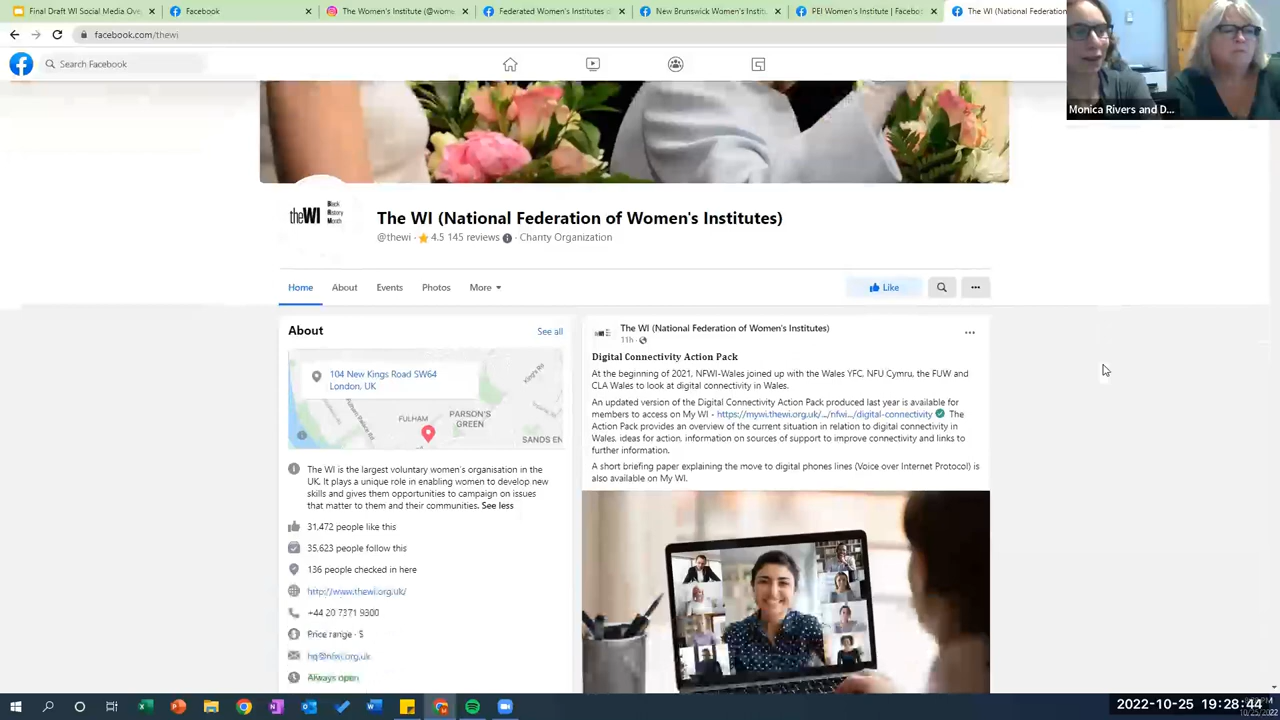 Final Draft WI Social Media Ove
Facebook
The Women's Institute (@wome
Federated Women's Institutes o
New Brunswick Women's Instit
PEI Women's Institute | Facebo
The WI (National Federation
facebook.com/thewi
Search Facebook
Monica Rivers and D...
theWI
Black
History
Month
The WI (National Federation of Women's Institutes)
@thewi · 4.5 145 reviews · Charity Organization
Home
About
Events
Photos
More
Like
About
See all
104 New Kings Road SW64
London, UK
King's Rd
FULHAM
PARSON'S
GREEN
SANDS EN
The WI is the largest voluntary women's organisation in the
UK. It plays a unique role in enabling women to develop new
skills and gives them opportunities to campaign on issues
that matter to them and their communities. See less
31,472 people like this
35,623 people follow this
136 people checked in here
http://www.thewi.org.uk/
+44 20 7371 9300
Price range · $
hq@nfwi.org.uk
Always open
The WI (National Federation of Women's Institutes)
11h ·
Digital Connectivity Action Pack
At the beginning of 2021, NFWI-Wales joined up with the Wales YFC, NFU Cymru, the FUW and
CLA Wales to look at digital connectivity in Wales.
An updated version of the Digital Connectivity Action Pack produced last year is available for
members to access on My WI - https://mywi.thewi.org.uk/.../nfwi.../digital-connectivity The
Action Pack provides an overview of the current situation in relation to digital connectivity in
Wales, ideas for action, information on sources of support to improve connectivity and links to
further information.
A short briefing paper explaining the move to digital phones lines (Voice over Internet Protocol) is
also available on My WI.
2022-10-25 19:28:44